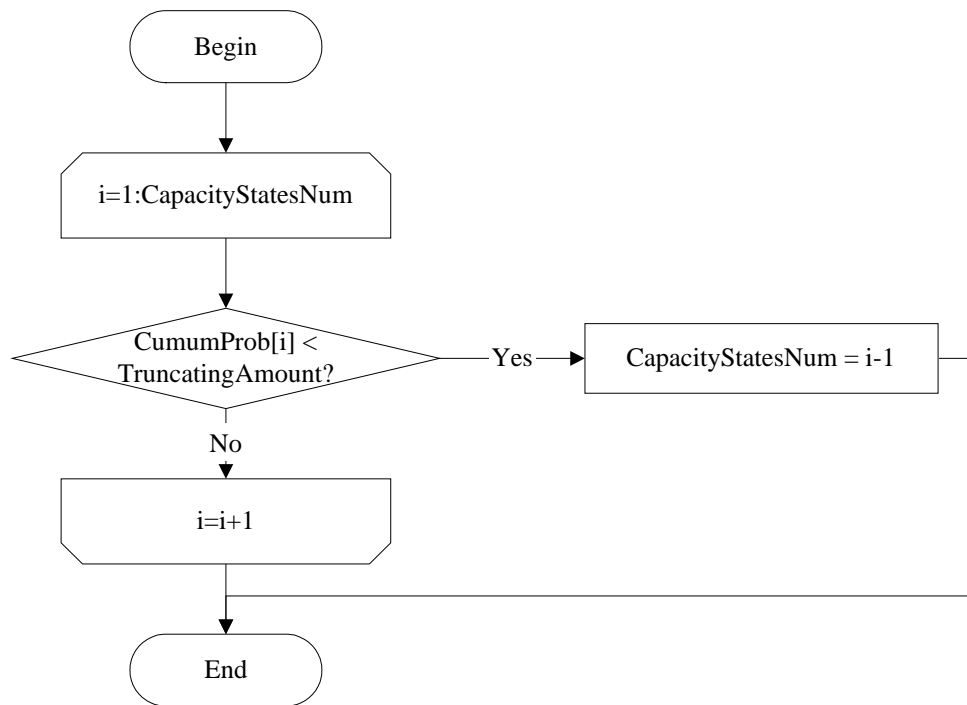 Begin
i=1:CapacityStatesNum
CumumProb[i] <
TruncatingAmount?
Yes
CapacityStatesNum = i-1
No
i=i+1
End